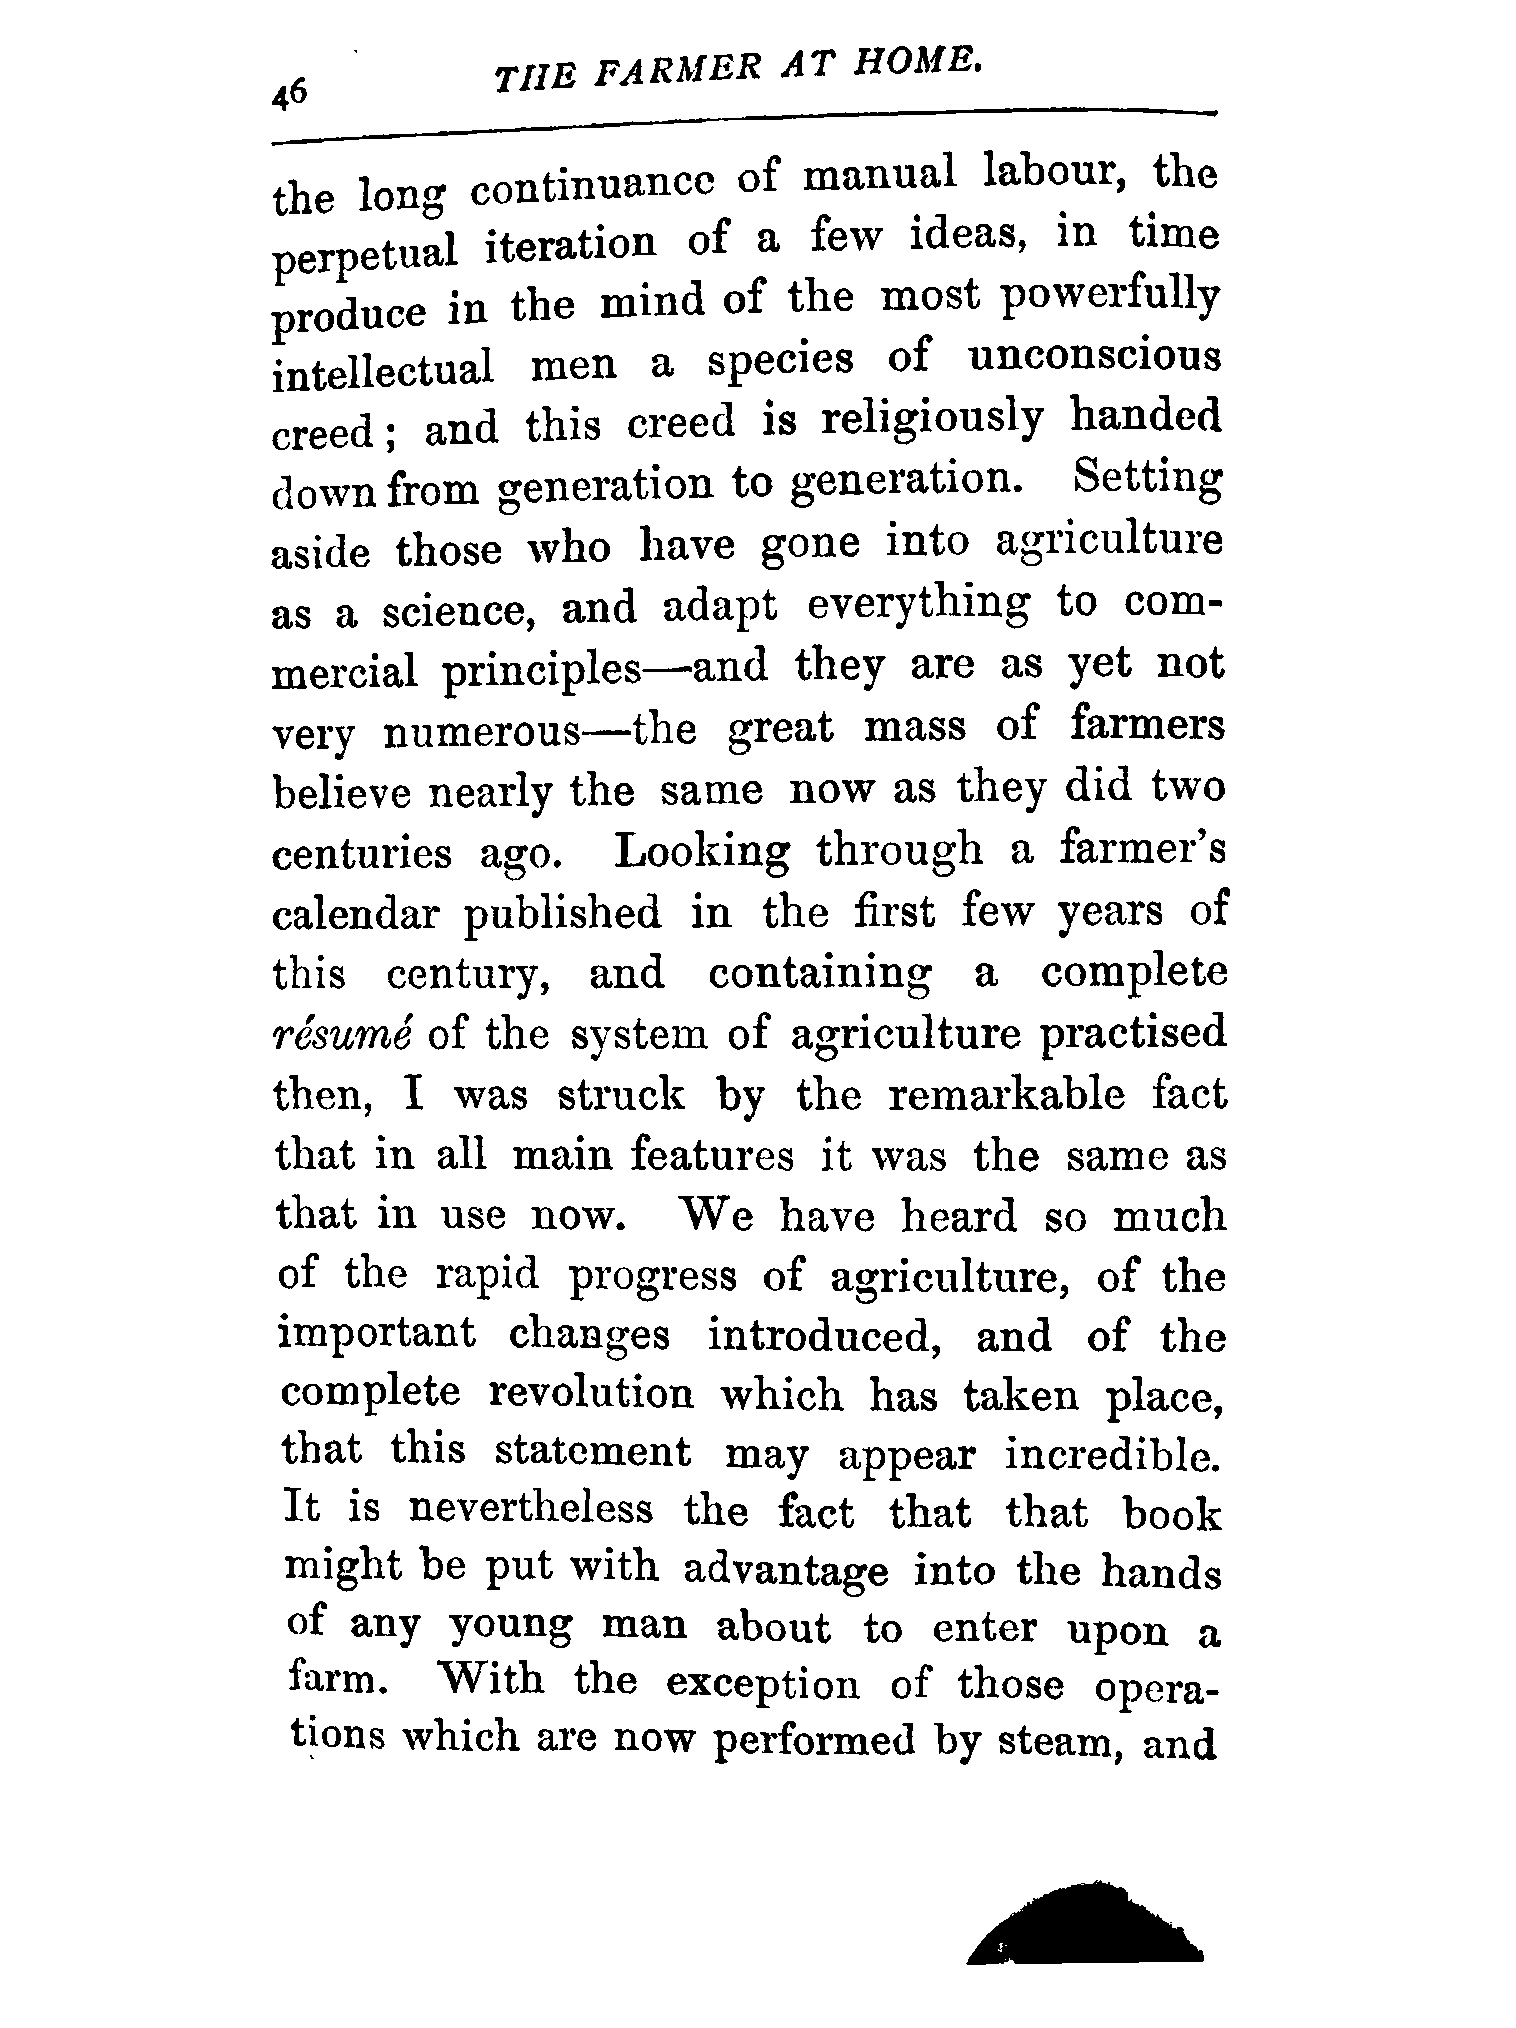 46 THE FARMER AT HOME.
the long continuance of manual labour, the
perpetual iteration of a few ideas, in time
produce in the mind of the most powerfully
intellectual men a species of unconscious
creed; and this creed is religiously handed
down from generation to generation. Setting
aside those who have gone into agriculture
as a science, and adapt everything to com-
mercial principles—and they are as yet not
very numerous—the great mass of farmers
believe nearly the same now as they did two
centuries ago. Looking through a farmer's
calendar published in the first few years of
this century, and containing a complete
résumé of the system of agriculture practised
then, I was struck by the remarkable fact
that in all main features it was the same as
that in use now. We have heard so much
of the rapid progress of agriculture, of the
important changes introduced, and of the
complete revolution which has taken place,
that this statement may appear incredible.
It is nevertheless the fact that that book
might be put with advantage into the hands
of any young man about to enter upon a
farm. With the exception of those opera-
tions which are now performed by steam, and